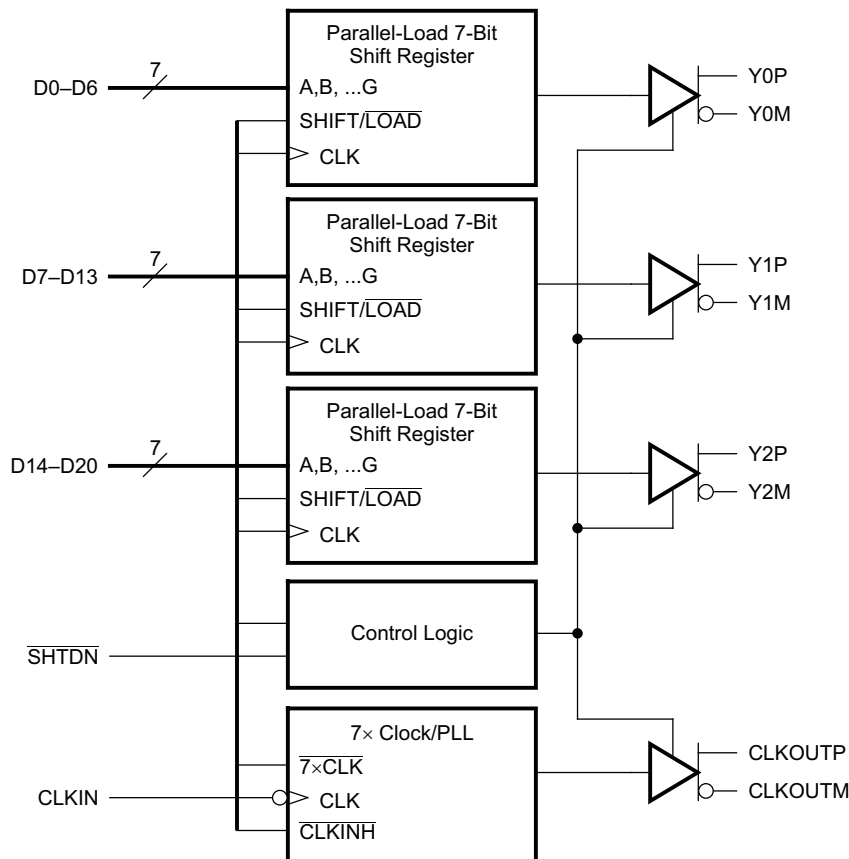 Parallel-Load 7-Bit
Shift Register
D0–D6
7
A,B, ...G
SHIFT/LOAD
CLK
Y0P
Y0M
Parallel-Load 7-Bit
Shift Register
D7–D13
7
A,B, ...G
SHIFT/LOAD
CLK
Y1P
Y1M
Parallel-Load 7-Bit
Shift Register
D14–D20
7
A,B, ...G
SHIFT/LOAD
CLK
Y2P
Y2M
Control Logic
SHTDN
7× Clock/PLL
7×CLK
CLKIN
CLK
CLKINH
CLKOUTP
CLKOUTM